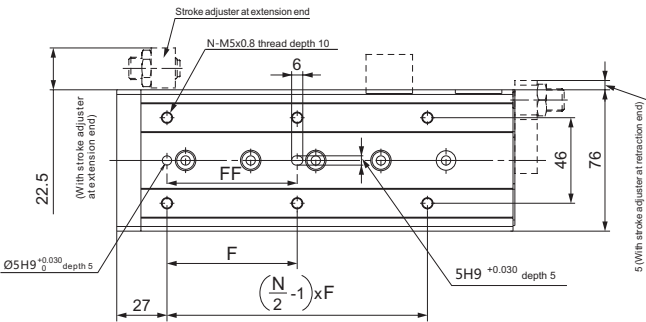 Stroke adjuster at extension end
N-M5x0.8 thread depth 10
6
22.5
(With stroke adjuster
at extension end)
FF
46
76
5 (With stroke adjuster at retraction end)
Ø5H9 +0.030 0 depth 5
F
5H9 +0.030 depth 5
(N/2 -1)xF
27